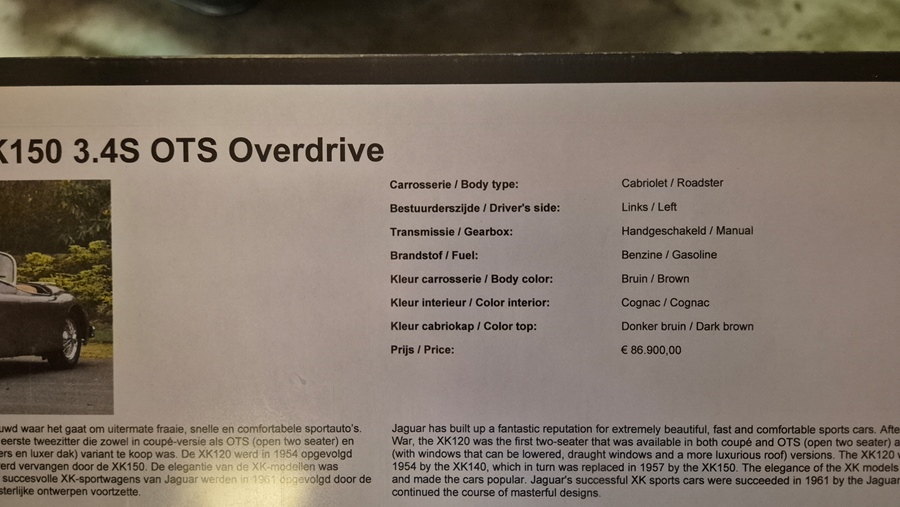 K150 3.4S OTS Overdrive
Carrosserie / Body type: Cabriolet / Roadster
Bestuurderszijde / Driver's side: Links / Left
Transmissie / Gearbox: Handgeschakeld / Manual
Brandstof / Fuel: Benzine / Gasoline
Kleur carrosserie / Body color: Bruin / Brown
Kleur interieur / Color interior: Cognac / Cognac
Kleur cabriokap / Color top: Donker bruin / Dark brown
Prijs / Price: € 86.900,00
uwd waar het gaat om uitermate fraaie, snelle en comfortabele sportauto's.
eerste tweezitter die zowel in coupé-versie als OTS (open two seater) en
ers en luxer dak) variant te koop was. De XK120 werd in 1954 opgevolgd
erd vervangen door de XK150. De elegantie van de XK-modellen was
succesvolle XK-sportwagens van Jaguar werden in 1961 opgevolgd door de
sterlijke ontwerpen voortzette.
Jaguar has built up a fantastic reputation for extremely beautiful, fast and comfortable sports cars. Afte
War, the XK120 was the first two-seater that was available in both coupé and OTS (open two seater) a
(with windows that can be lowered, draught windows and a more luxurious roof) versions. The XK120
1954 by the XK140, which in turn was replaced in 1957 by the XK150. The elegance of the XK models
and made the cars popular. Jaguar's successful XK sports cars were succeeded in 1961 by the Jaguar
continued the course of masterful designs.